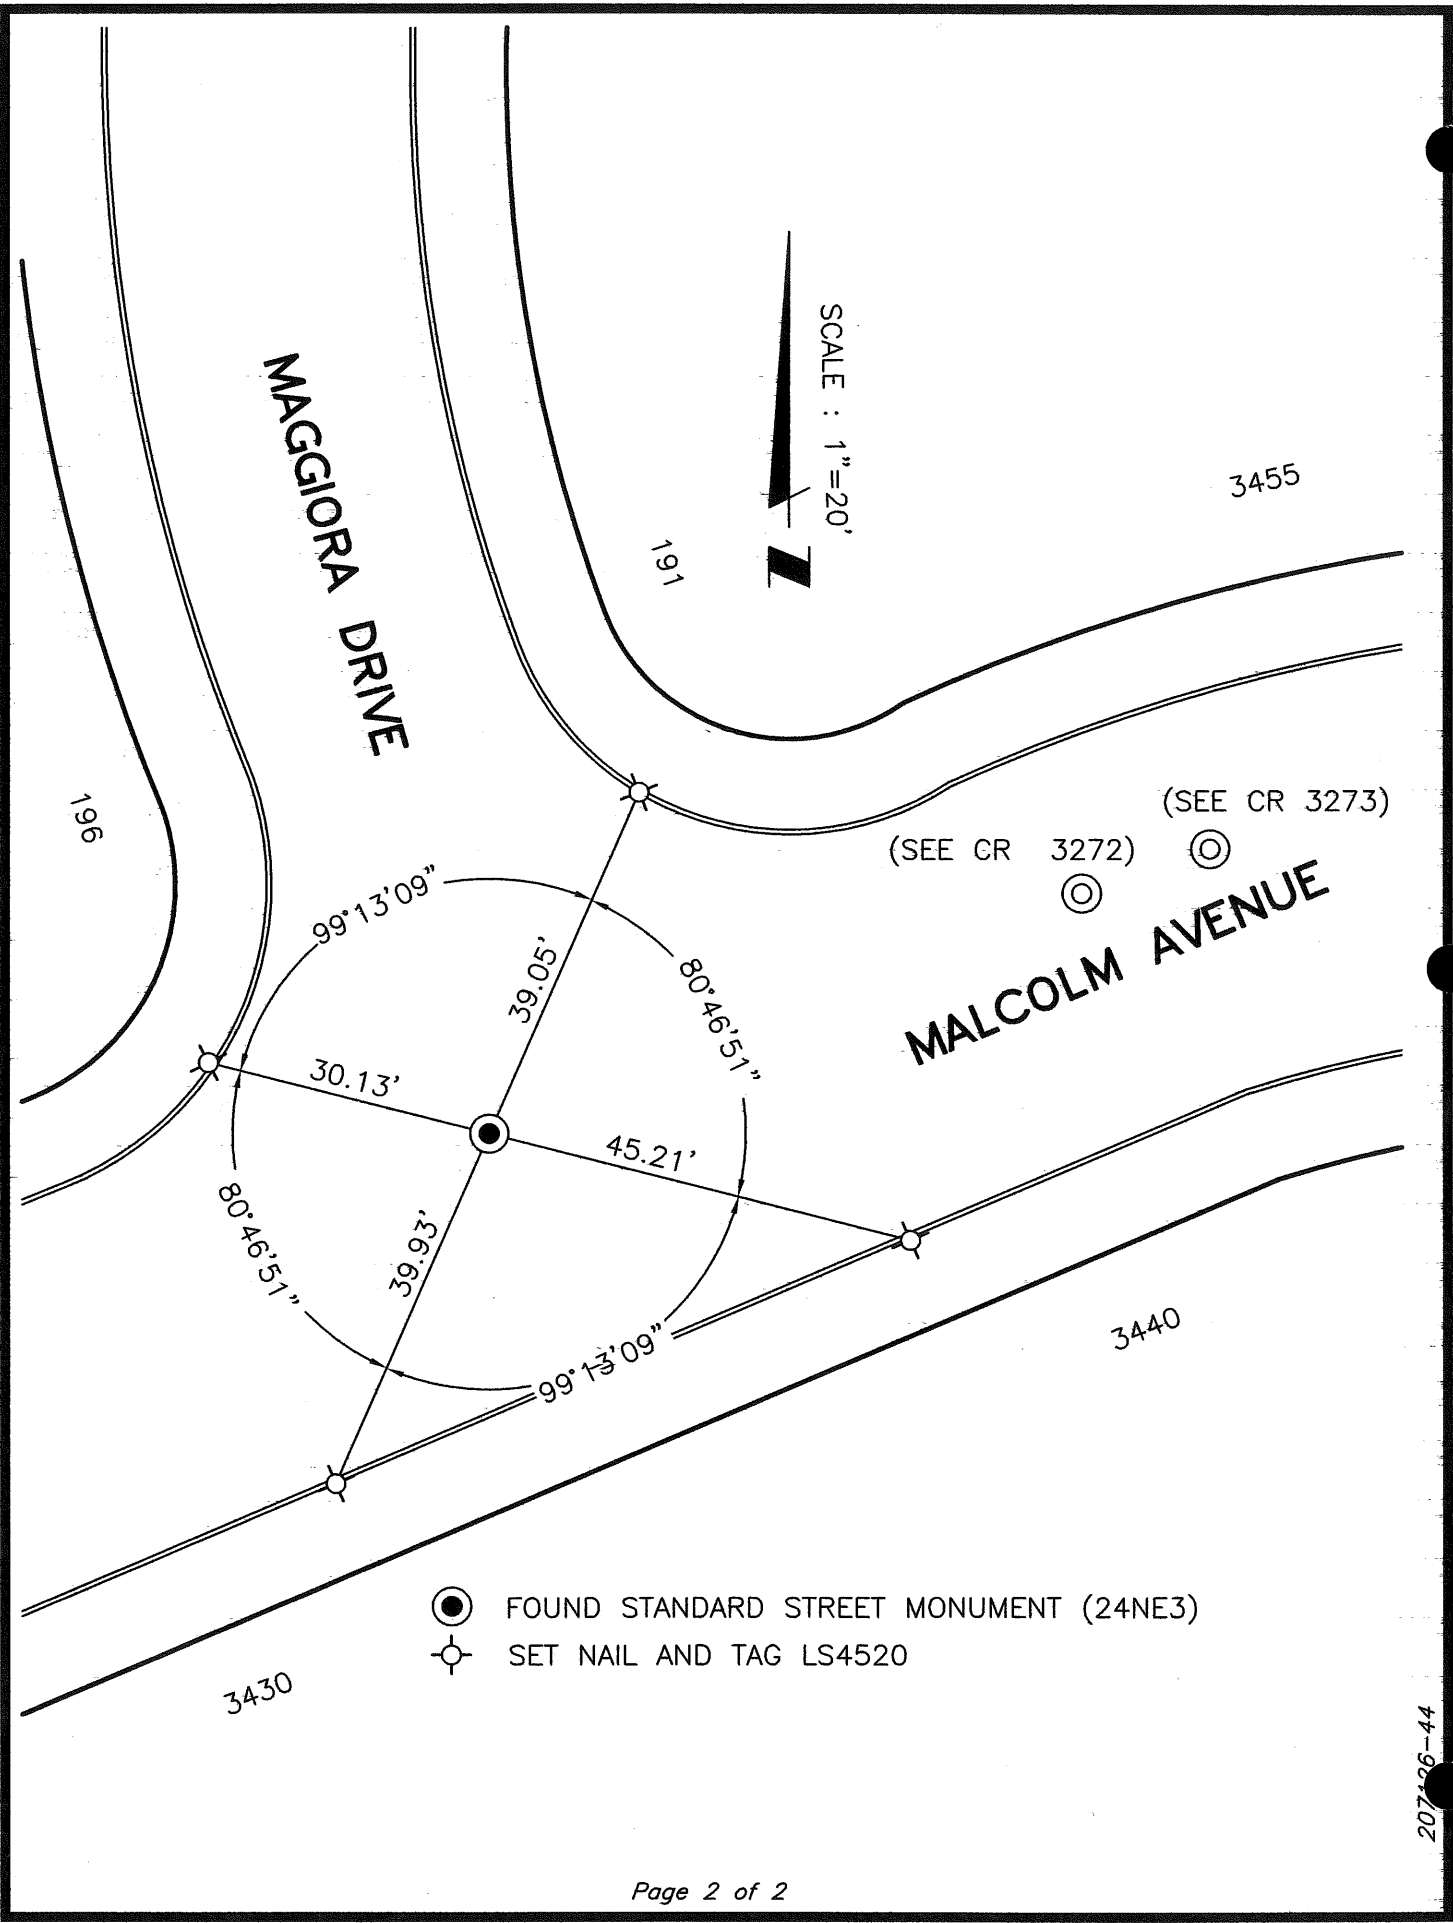 SCALE : 1"=20'
Z
3455
191
MAGGIORA DRIVE
196
(SEE CR 3273)
(SEE CR 3272)
MALCOLM AVENUE
99°13'09"
39.05'
80°46'51"
30.13'
45.21'
80°46'51"
39.93'
99°13'09"
3440
FOUND STANDARD STREET MONUMENT (24NE3)
SET NAIL AND TAG LS4520
3430
Page 2 of 2